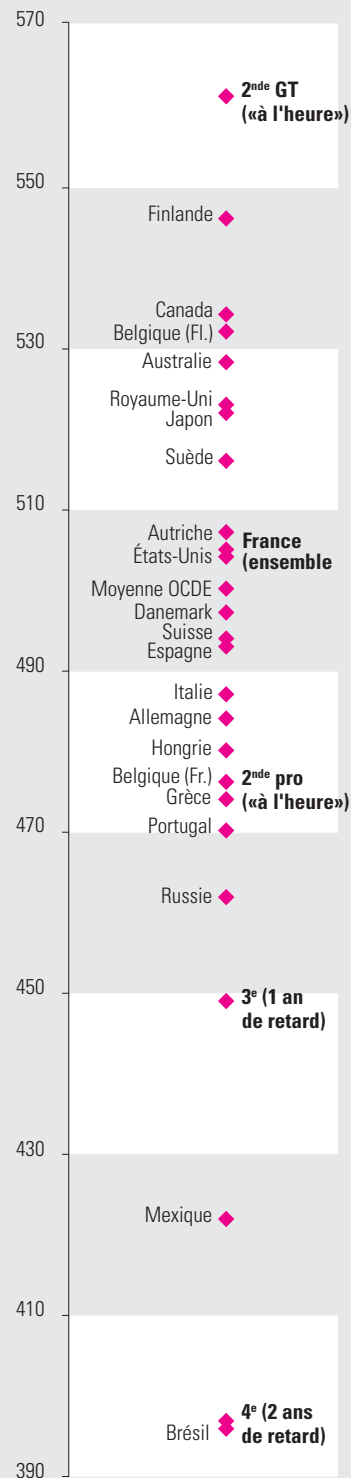 570
2nde GT
(«à l'heure»)
550
Finlande
Canada
Belgique (Fl.)
530
Australie
Royaume-Uni
Japon
Suède
510
Autriche
France
États-Unis
(ensemble
Moyenne OCDE
Danemark
Suisse
Espagne
490
Italie
Allemagne
Hongrie
Belgique (Fr.)
2nde pro
Grèce
(«à l'heure»)
470
Portugal
Russie
450
3e (1 an
de retard)
430
Mexique
410
4e (2 ans
Brésil
de retard)
390